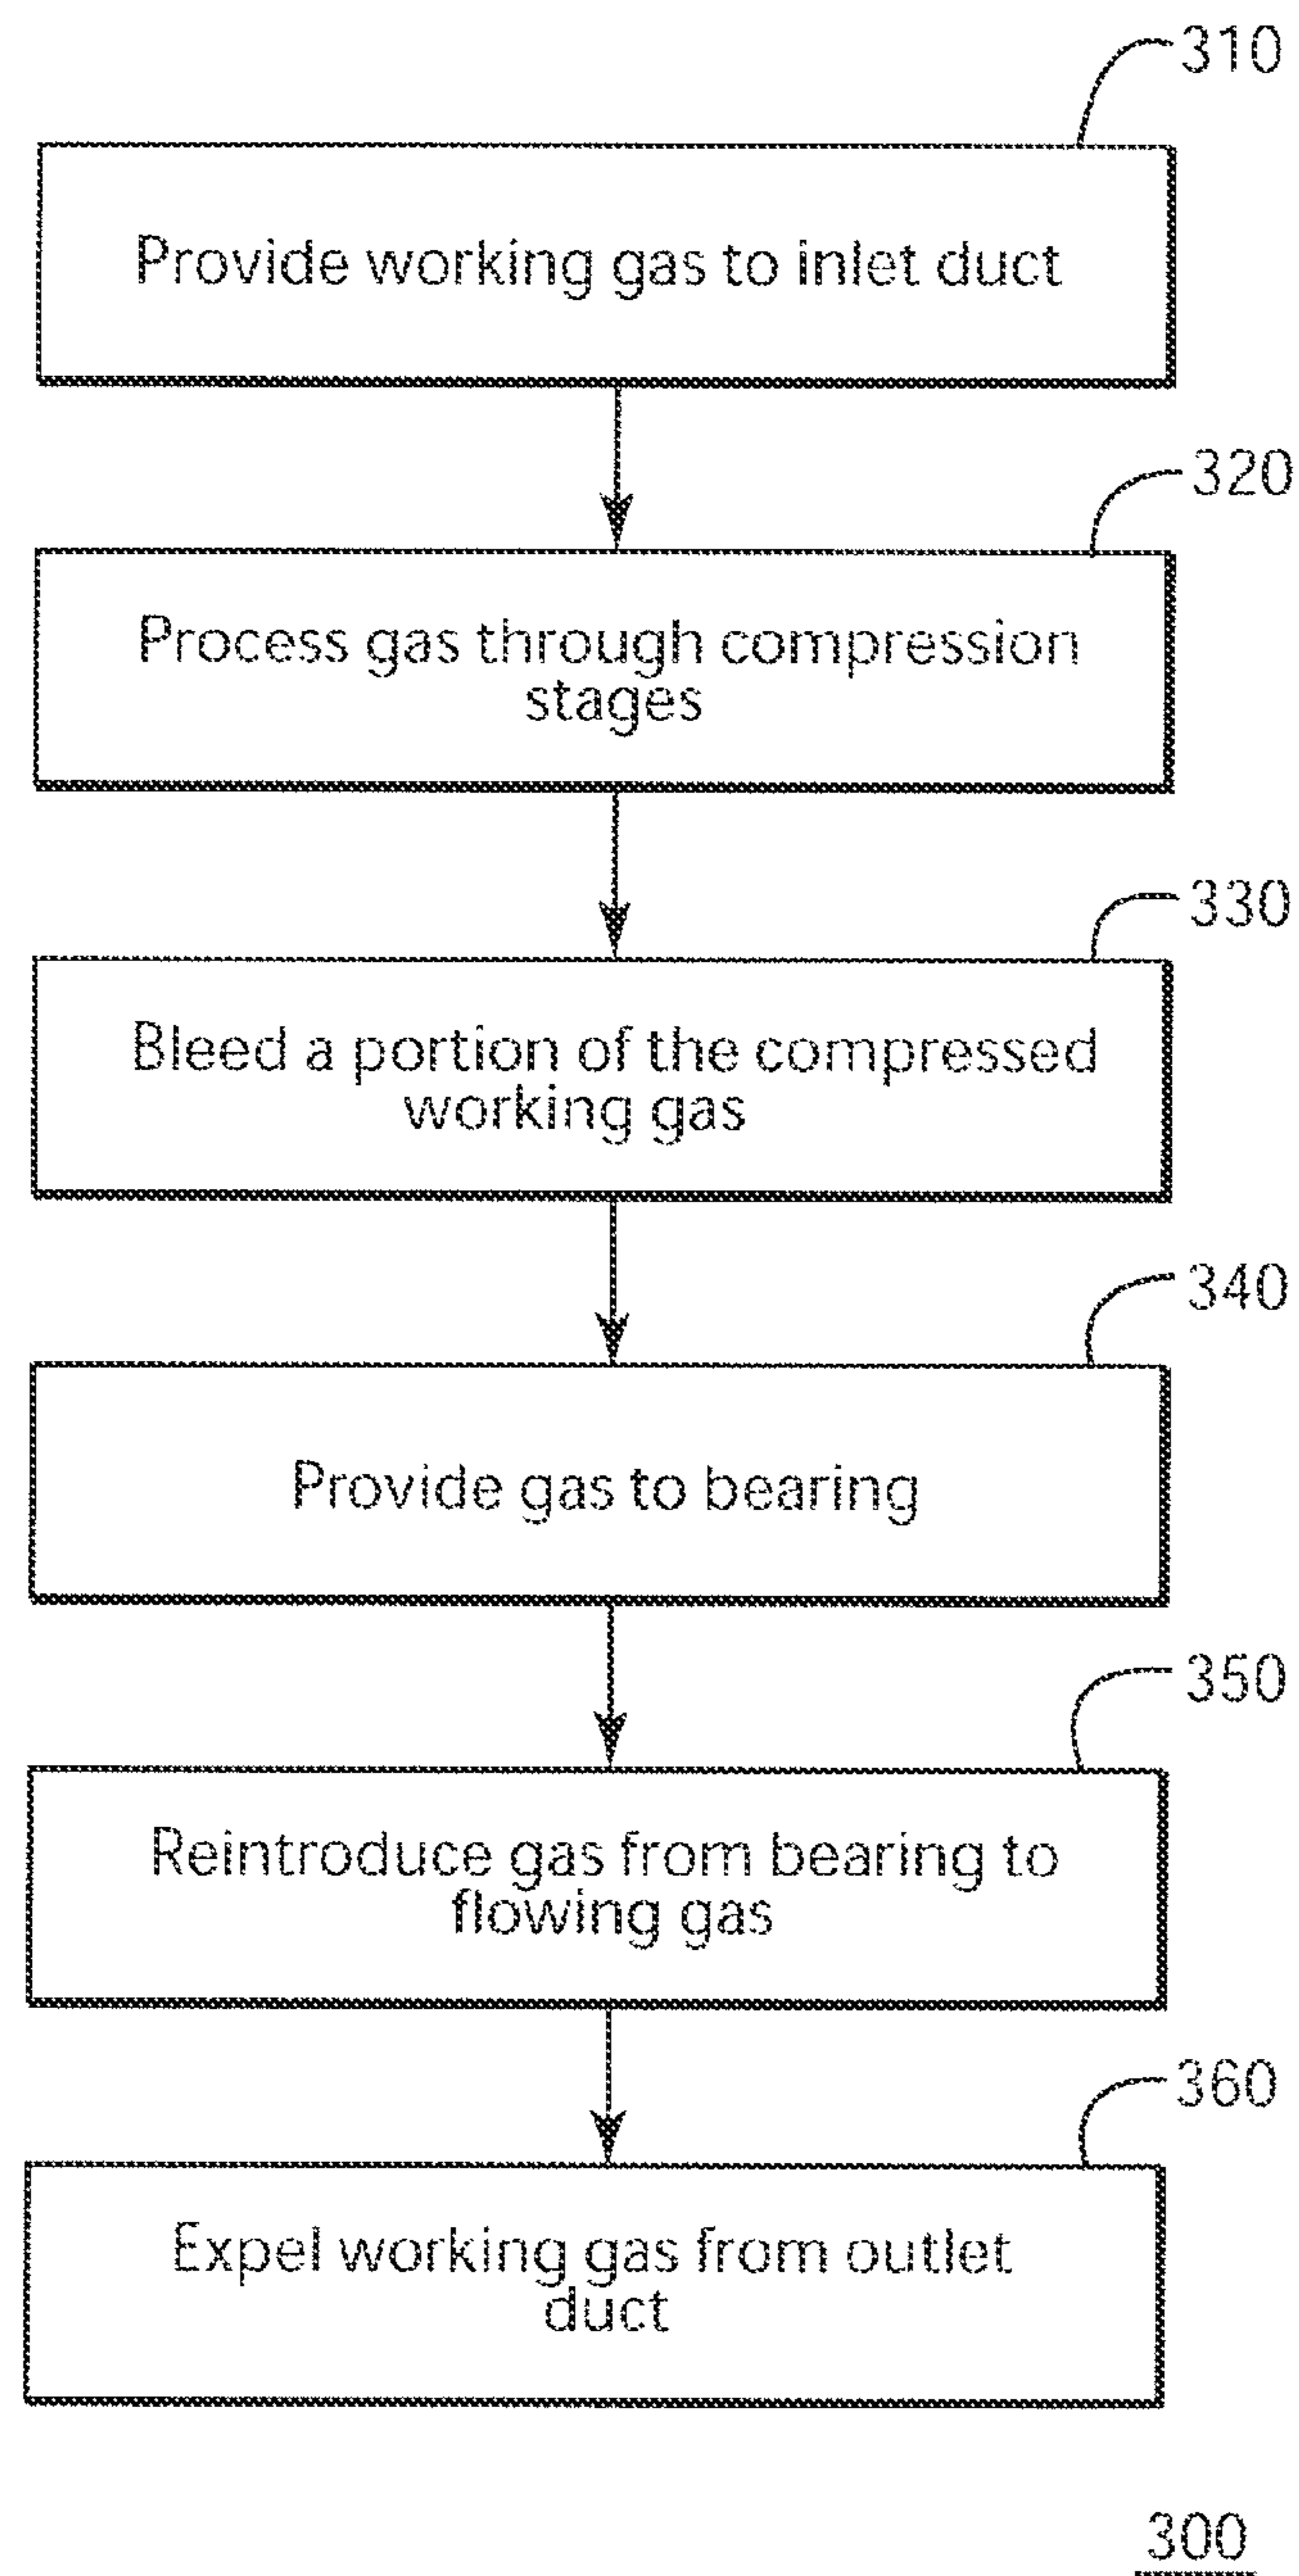 310
Provide working gas to inlet duct
320
Process gas through compression
stages
330
Bleed a portion of the compressed
working gas
340
Provide gas to bearing
350
Reintroduce gas from bearing to
flowing gas
360
Expel working gas from outlet
duct
300